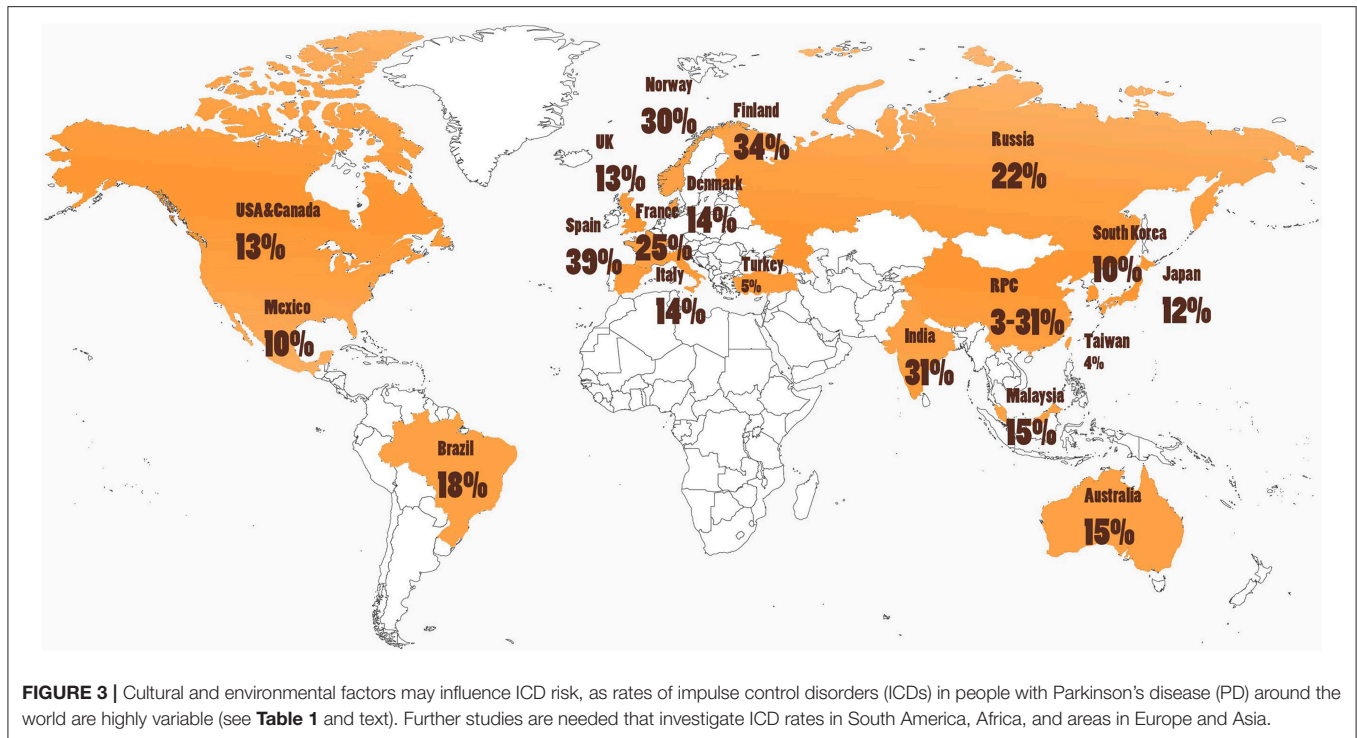 Norway
30%
Finland
34%
UK
13%
Denmark
14%
Russia
22%
USA&Canada
13%
France
25%
Spain
39%
Italy
14%
Turkey
5%
South Korea
10%
Japan
12%
RPC
3-31%
Mexico
10%
India
31%
Taiwan
4%
Malaysia
15%
Brazil
18%
Australia
15%
FIGURE 3 | Cultural and environmental factors may influence ICD risk, as rates of impulse control disorders (ICDs) in people with Parkinson's disease (PD) around the
world are highly variable (see Table 1 and text). Further studies are needed that investigate ICD rates in South America, Africa, and areas in Europe and Asia.